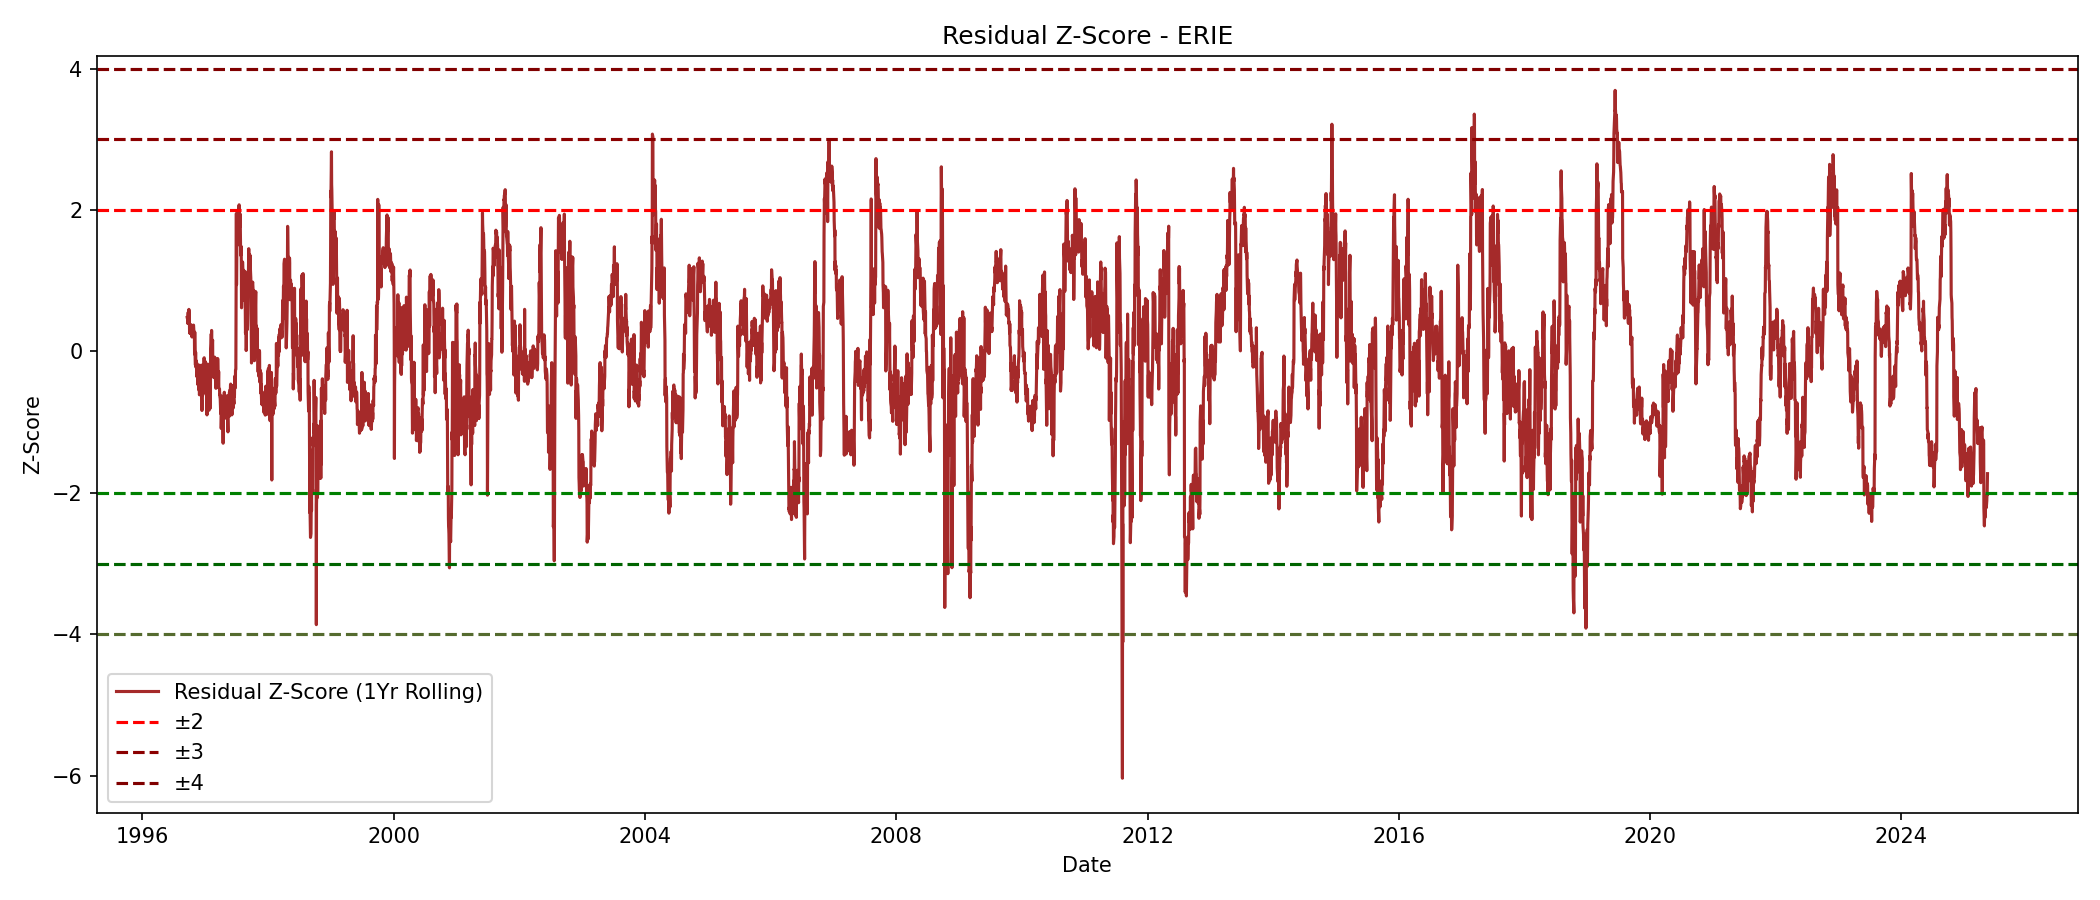 Residual Z-Score - ERIE
Z-Score
4
2
0
−2
−4
−6
Residual Z-Score (1Yr Rolling)
±2
±3
±4
1996 2000 2004 2008 2012 2016 2020 2024
Date